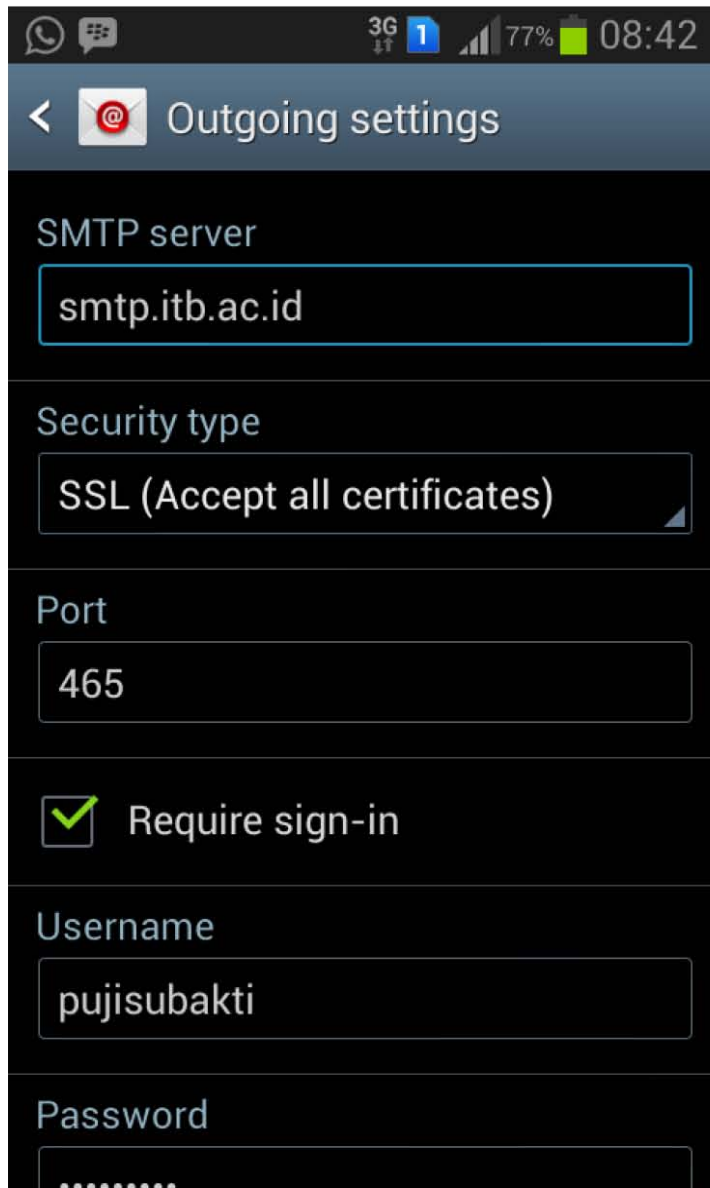 3G 1 77% 08:42
Outgoing settings
SMTP server
smtp.itb.ac.id
Security type
SSL (Accept all certificates)
Port
465
Require sign-in
Username
pujisubakti
Password
•••••••••